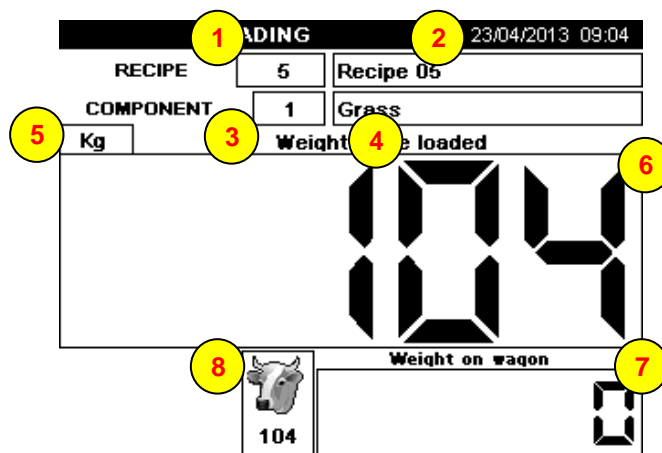 ADING 23/04/2013 09:04
1 2
RECIPE 5 Recipe 05
COMPONENT 1 Grass
5 Kg 3 Weight 4 e loaded
104 6
8 Weight on wagon 7
104 0